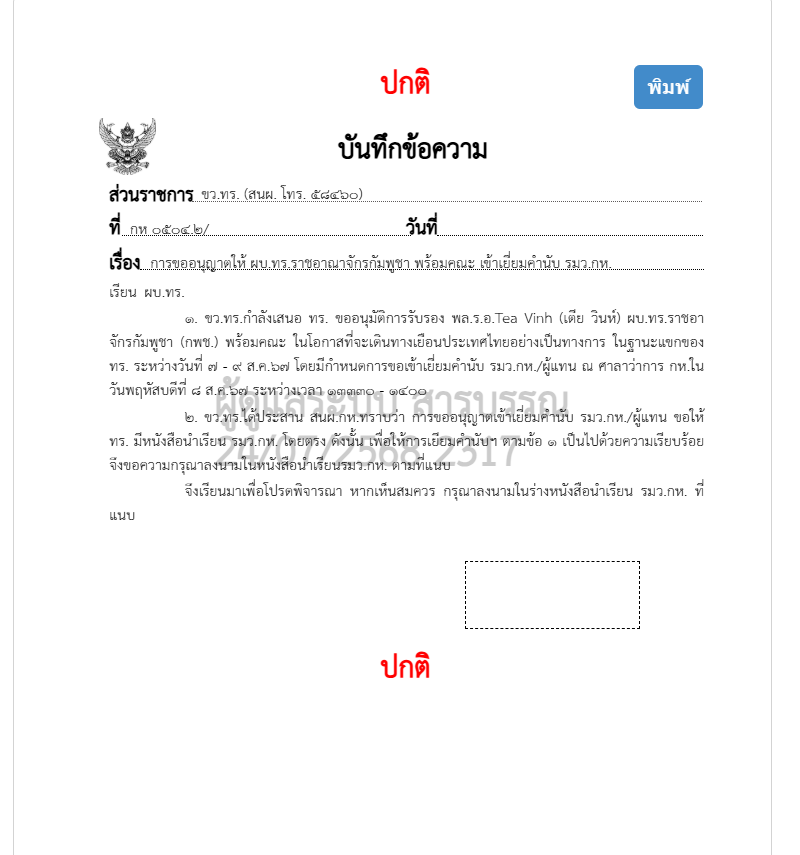 ปกติ
พิมพ์
บันทึกข้อความ
ส่วนราชการ ขว.ทร. (สนผ. โทร. ๕๘๔๖๐)
ที่ กห ๐๕๐๔.๒/ วันที่
เรื่อง การขออนุญาตให้ ผบ.ทร.ราชอาณาจักรกัมพูชา พร้อมคณะ เข้าเยี่ยมคำนับ รมว.กห.
เรียน ผบ.ทร.
๑. ขว.ทร.กำลังเสนอ ทร. ขออนุมัติการรับรอง พล.ร.อ.Tea Vinh (เตีย วินห์) ผบ.ทร.ราชอา
จักรกัมพูชา (กพช.) พร้อมคณะ ในโอกาสที่จะเดินทางเยือนประเทศไทยอย่างเป็นทางการ ในฐานะแขกของ
ทร. ระหว่างวันที่ ๗ - ๙ ส.ค.๖๗ โดยมีกำหนดการขอเข้าเยี่ยมคำนับ รมว.กห./ผู้แทน ณ ศาลาว่าการ กห.ใน
วันพฤหัสบดีที่ ๘ ส.ค.๖๗ ระหว่างเวลา ๑๓๓๓๐ - ๑๔๐๐
ผู้ดูแลระบบ สารบรรณ
๒. ขว.ทร.ได้ประสาน สนผ.กห.ทราบว่า การขออนุญาตเข้าเยี่ยมคำนับ รมว.กห./ผู้แทน ขอให้
ทร. มีหนังสือนำเรียน รมว.กห. โดยตรง ดังนั้น เพื่อให้การเยียมคำนับฯ ตามข้อ ๑ เป็นไปด้วยความเรียบร้อย
24/07/2568 2317
จึงขอความกรุณาลงนามในหนังสือนำเรียนรมว.กห. ตามที่แนบ
จึงเรียนมาเพื่อโปรดพิจารณา หากเห็นสมควร กรุณาลงนามในร่างหนังสือนำเรียน รมว.กห. ที่
แนบ
ปกติ